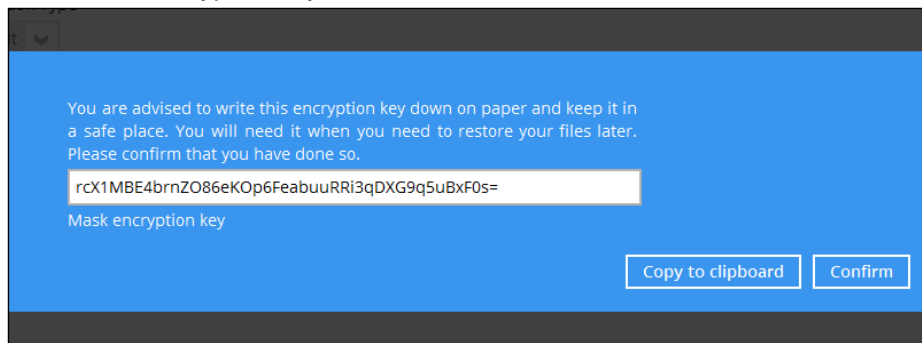 You are advised to write this encryption key down on paper and keep it in
a safe place. You will need it when you need to restore your files later.
Please confirm that you have done so.
rcX1MBE4brnZO86eKOp6FeabuuRRi3qDXG9q5uBxF0s=
Mask encryption key
Copy to clipboard Confirm